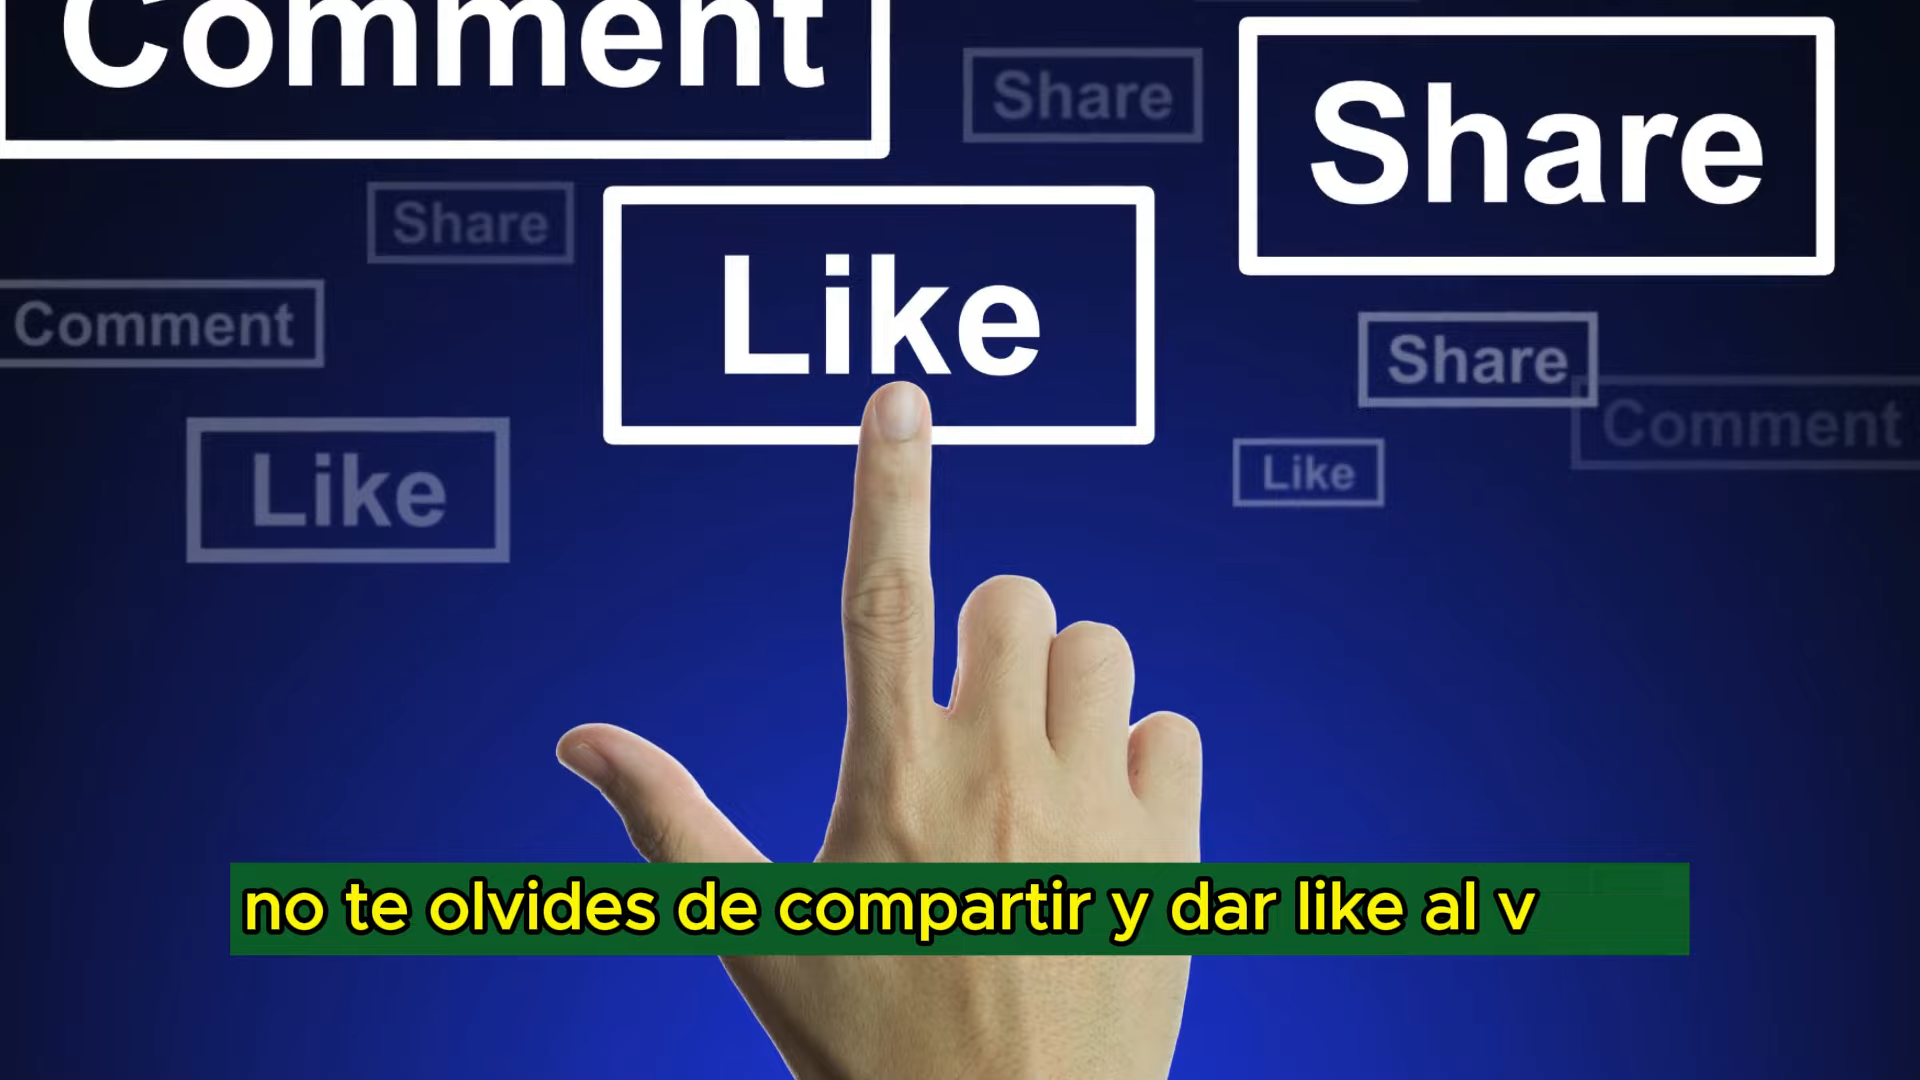 Comment
Share
Share
Share
Like
Comment
Share
Comment
Like
Like
no te olvides de compartir y dar like al v